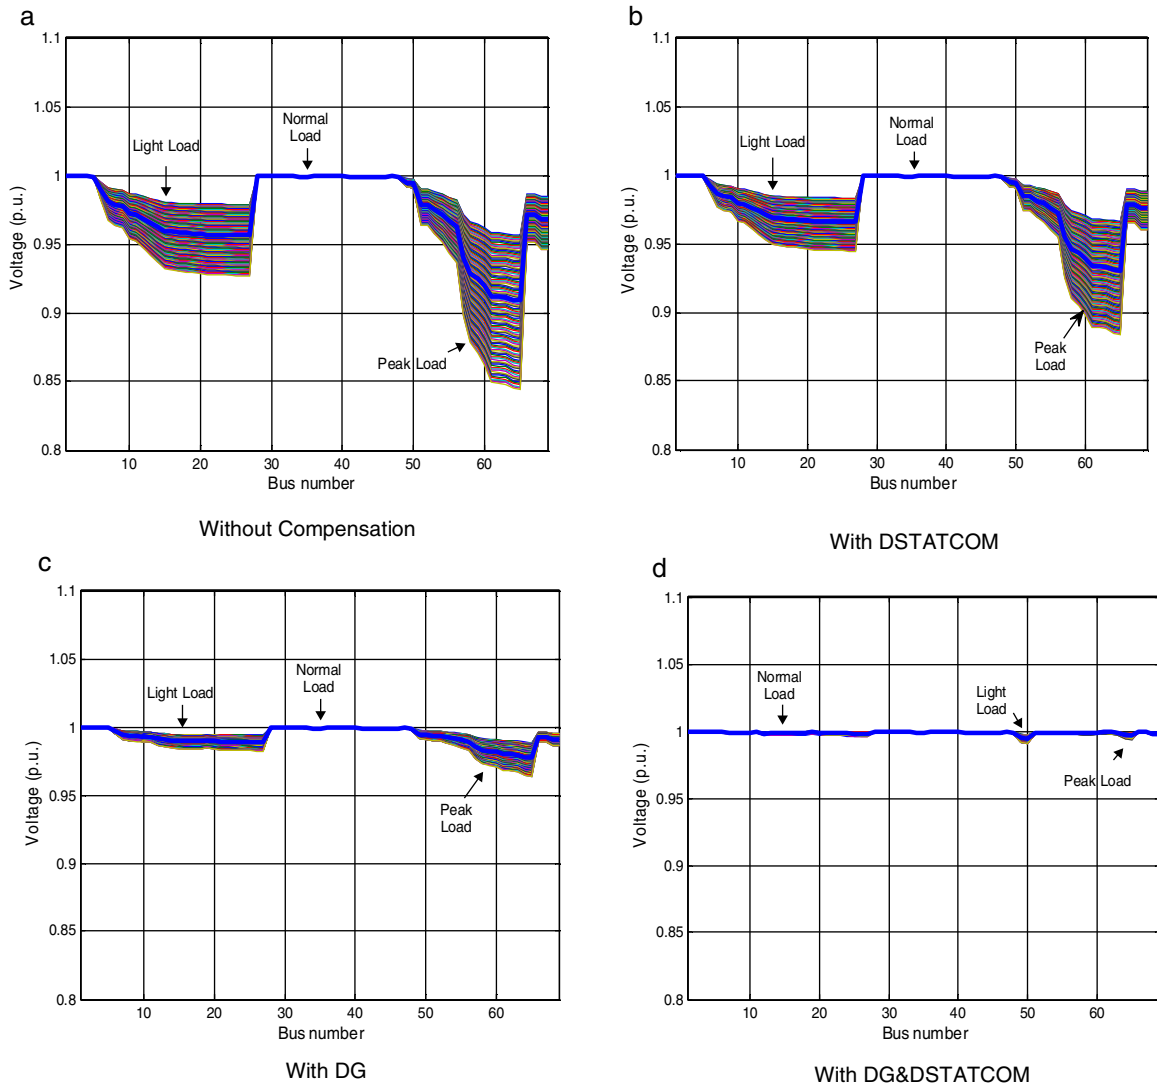 a
1.1
1.05
1
0.95
0.9
0.85
0.8
Voltage (p.u.)
Light Load
Normal
Load
Peak Load
10 20 30 40 50 60
Bus number
Without Compensation
b
1.1
1.05
1
0.95
0.9
0.85
0.8
Voltage (p.u.)
Light Load
Normal
Load
Peak
Load
10 20 30 40 50 60
Bus number
With DSTATCOM
c
1.1
1.05
1
0.95
0.9
0.85
0.8
Voltage (p.u.)
Light Load
Normal
Load
Peak
Load
10 20 30 40 50 60
Bus number
With DG
d
1.1
1.05
1
0.95
0.9
0.85
0.8
Voltage (p.u.)
Normal
Load
Light
Load
Peak Load
10 20 30 40 50 60
Bus number
With DG&DSTATCOM